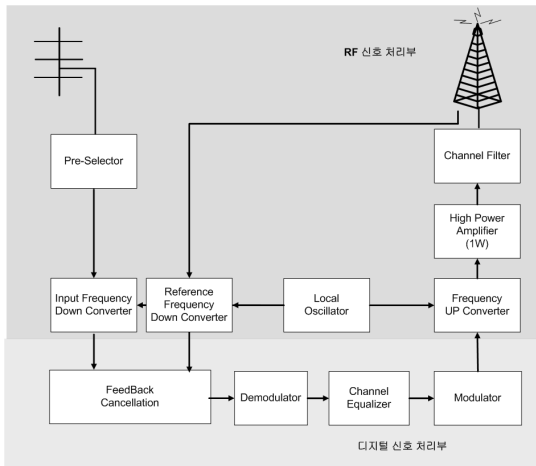 RF 신호 처리부
Pre-Selector
Channel Filter
High Power
Amplifier
(1W)
Input Frequency
Down Converter
Reference
Frequency
Down Converter
Local
Oscillator
Frequency
UP Converter
FeedBack
Cancellation
Demodulator
Channel
Equalizer
Modulator
디지털 신호 처리부